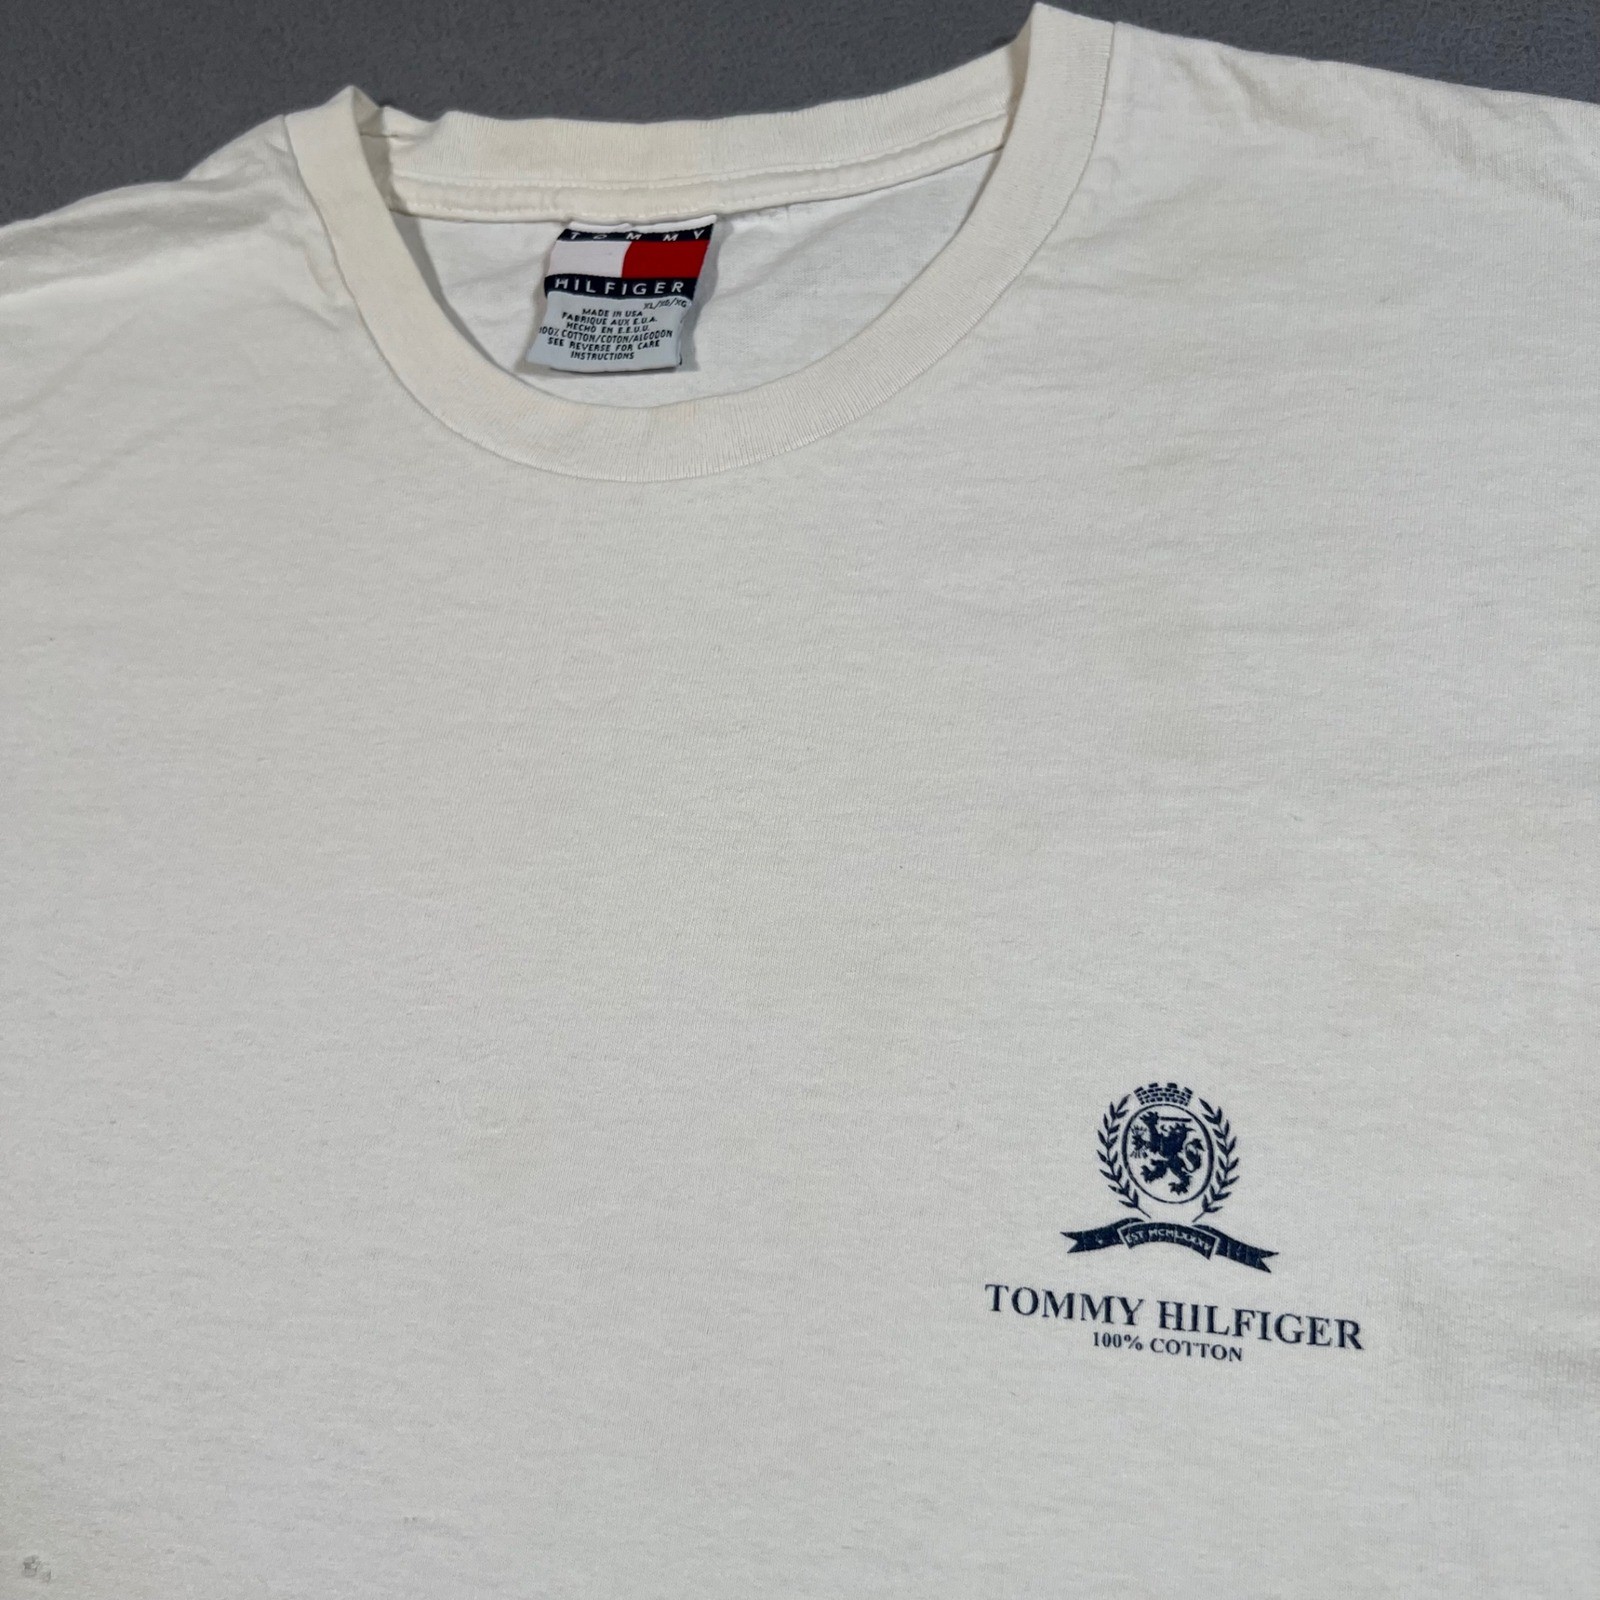 TOMMY
HILFIGER
XL/XG/XG
MADE IN USA
FABRIQUE AUX E.U.A.
HECHO EN E.E.U.U.
100% COTTON/COTON/ALGODON
SEE REVERSE FOR CARE
INSTRUCTIONS
EST MCMLXXXV
TOMMY HILFIGER
100% COTTON